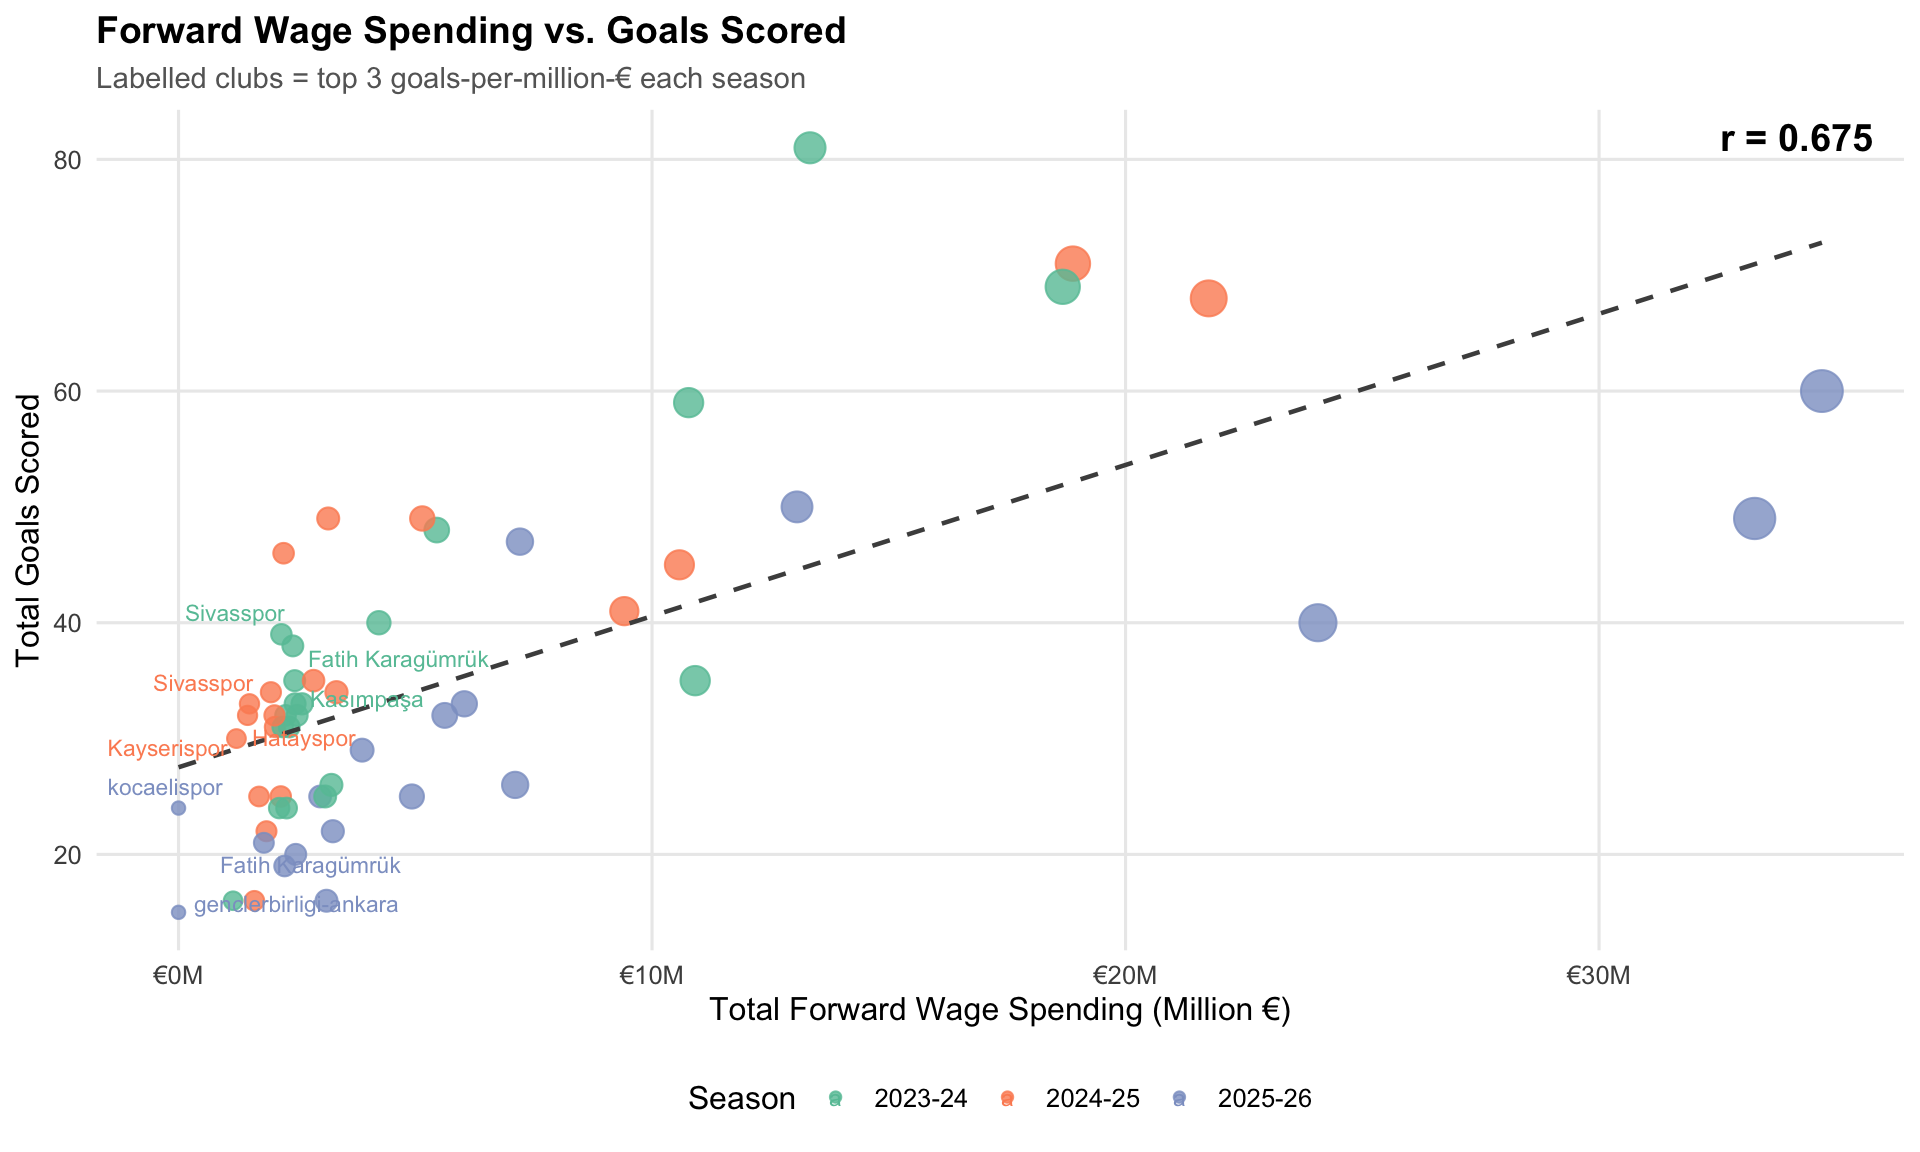 Forward Wage Spending vs. Goals Scored
Labelled clubs = top 3 goals-per-million-€ each season
r = 0.675
80
60
40
20
Total Goals Scored
Sivasspor
Fatih Karagümrük
Sivasspor
Kasımpaşa
Hatayspor
Kayserispor
kocaelispor
Fatih Karagümrük
genclerbirligi-ankara
€0M
€10M
€20M
€30M
Total Forward Wage Spending (Million €)
Season
a 2023-24
a 2024-25
a 2025-26